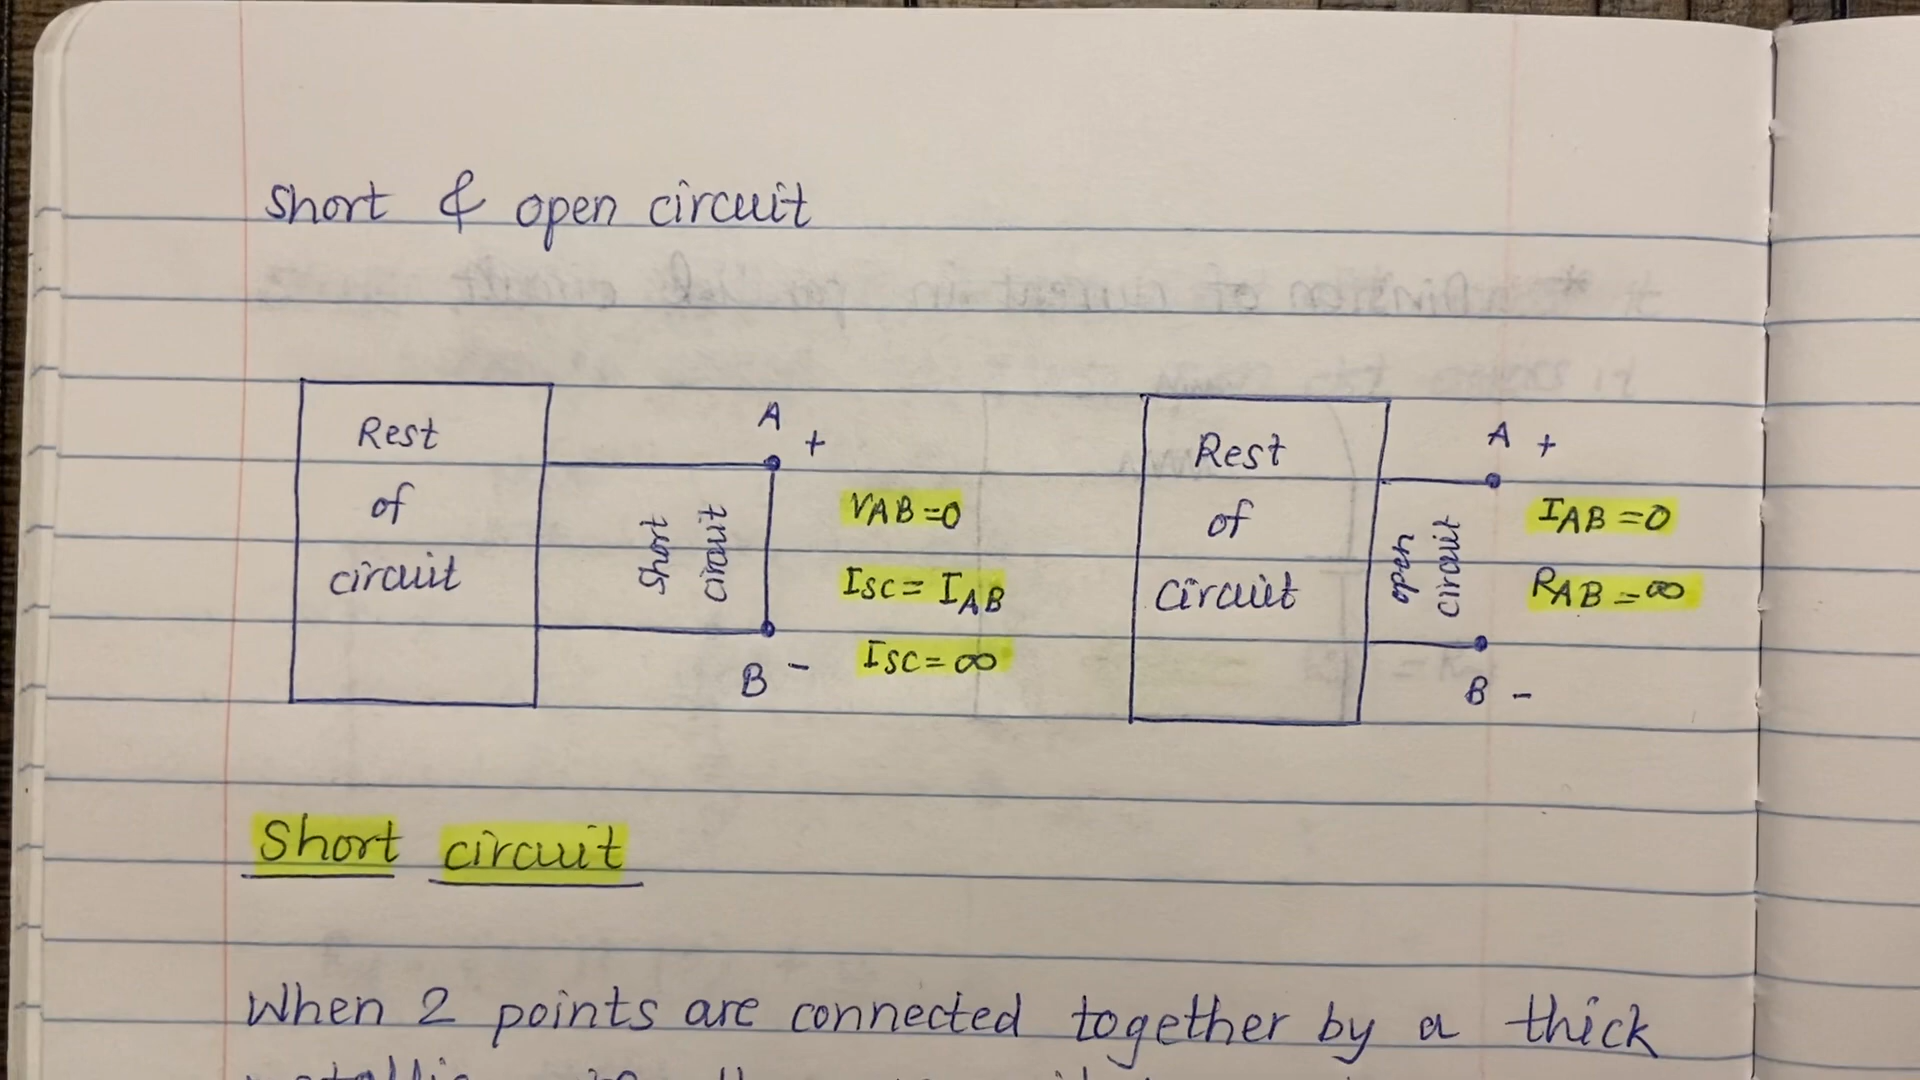 Short & open circuit
Rest
of
circuit
Short
circuit
A
+
VAB=0
ISC=IAB
ISC=∞
B -
Rest
of
circuit
open
circuit
A +
IAB=0
RAB=∞
B -
Short circuit
When 2 points are connected together by a thick